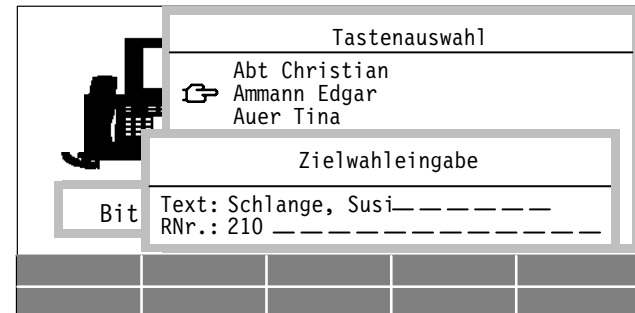 Tastenauswahl
Abt Christian
Ammann Edgar
Auer Tina
Zielwahleingabe
Text: Schlange, Susi
RNr.: 210
Bit